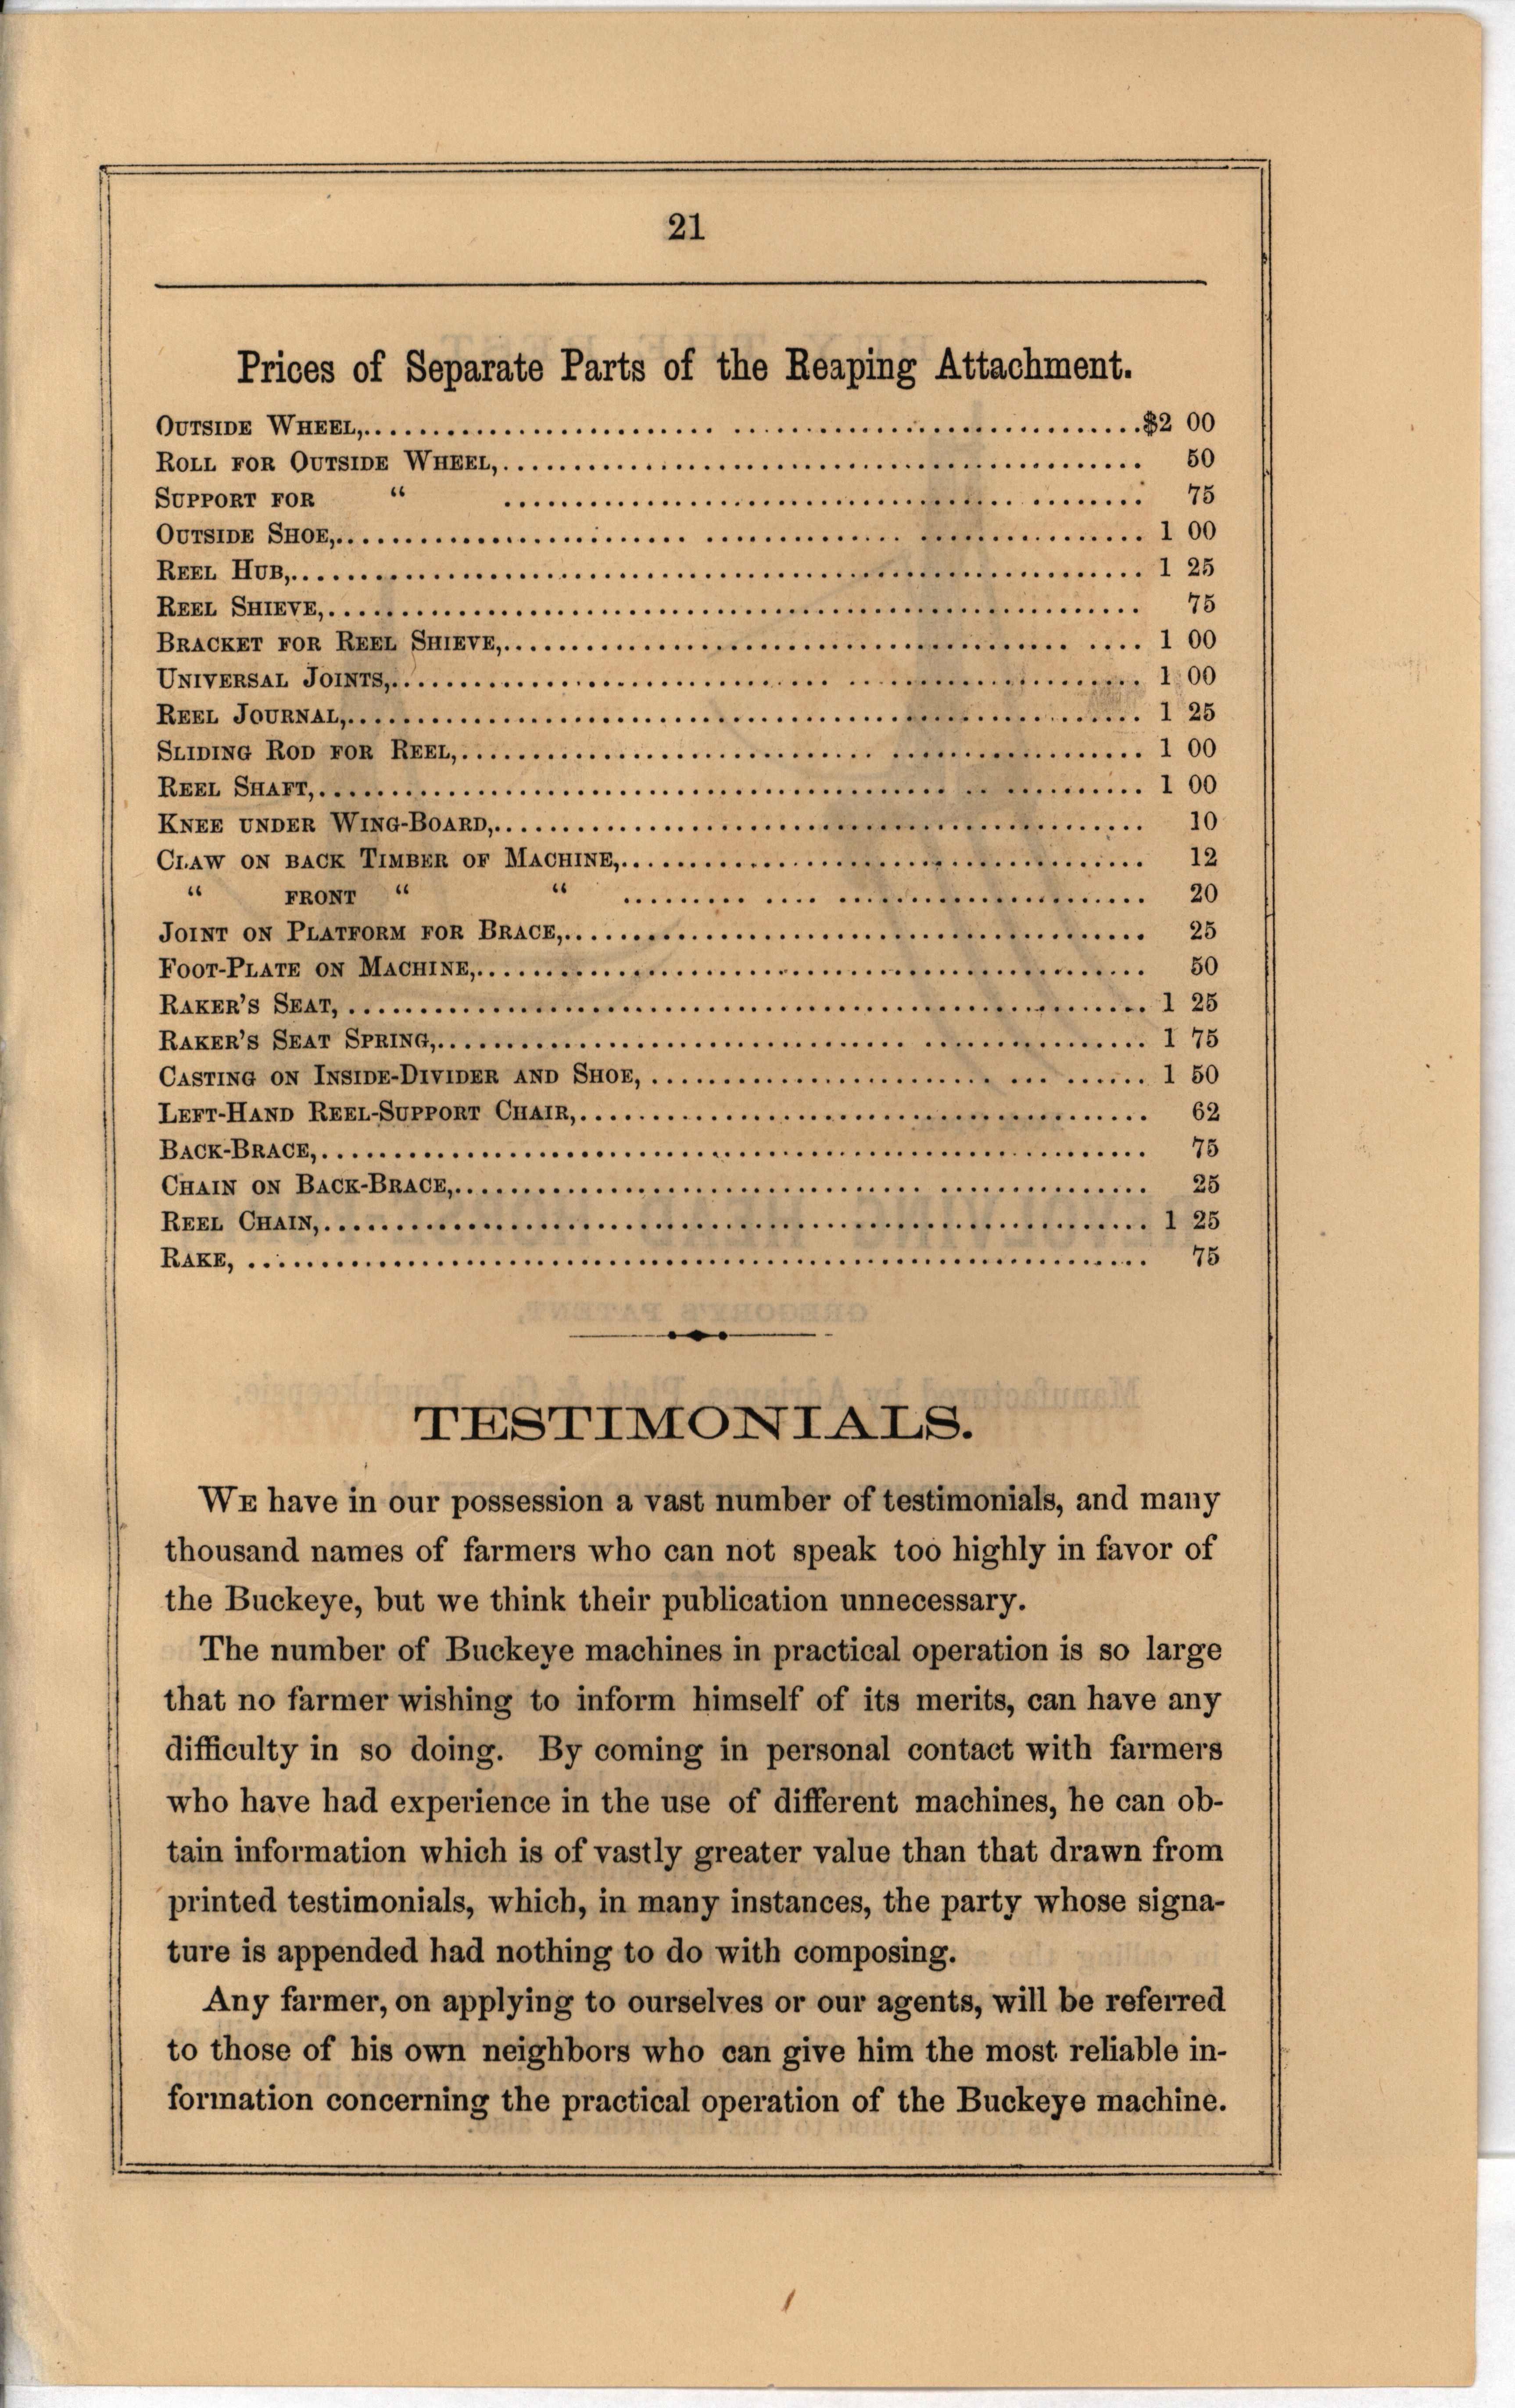 21
Prices of Separate Parts of the Reaping Attachment.
OUTSIDE WHEEL,..........$2 00
ROLL FOR OUTSIDE WHEEL,.......... 50
SUPPORT FOR “ .......... 75
OUTSIDE SHOE,.......... 1 00
REEL HUB,.......... 1 25
REEL SHIEVE,.......... 75
BRACKET FOR REEL SHIEVE,.......... 1 00
UNIVERSAL JOINTS,.......... 1 00
REEL JOURNAL,.......... 1 25
SLIDING ROD FOR REEL,.......... 1 00
REEL SHAFT,.......... 1 00
KNEE UNDER WING-BOARD,.......... 10
CLAW ON BACK TIMBER OF MACHINE,.......... 12
“ FRONT “ “ .......... 20
JOINT ON PLATFORM FOR BRACE,.......... 25
FOOT-PLATE ON MACHINE,.......... 50
RAKER'S SEAT, .......... 1 25
RAKER'S SEAT SPRING,.......... 1 75
CASTING ON INSIDE-DIVIDER AND SHOE, .......... 1 50
LEFT-HAND REEL-SUPPORT CHAIR,.......... 62
BACK-BRACE,.......... 75
CHAIN ON BACK-BRACE,.......... 25
REEL CHAIN,.......... 1 25
RAKE, .......... 75
TESTIMONIALS.
WE have in our possession a vast number of testimonials, and many
thousand names of farmers who can not speak too highly in favor of
the Buckeye, but we think their publication unnecessary.
The number of Buckeye machines in practical operation is so large
that no farmer wishing to inform himself of its merits, can have any
difficulty in so doing. By coming in personal contact with farmers
who have had experience in the use of different machines, he can ob-
tain information which is of vastly greater value than that drawn from
printed testimonials, which, in many instances, the party whose signa-
ture is appended had nothing to do with composing.
Any farmer, on applying to ourselves or our agents, will be referred
to those of his own neighbors who can give him the most reliable in-
formation concerning the practical operation of the Buckeye machine.